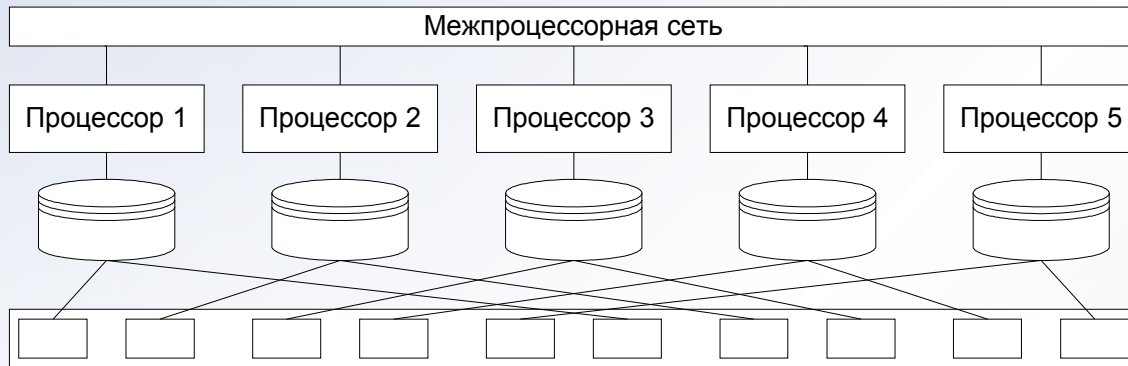 Межпроцессорная сеть
Процессор 1
Процессор 2
Процессор 3
Процессор 4
Процессор 5